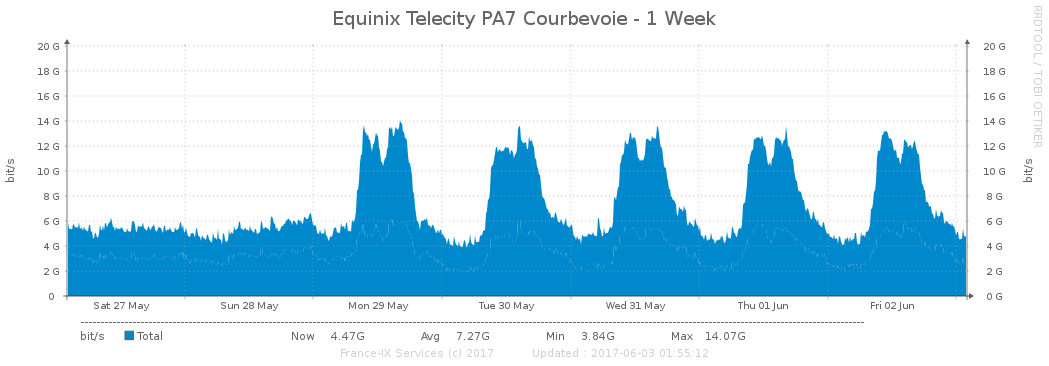 Equinix Telecity PA7 Courbevoie - 1 Week
RRDTOOL / TOBI OETIKER
20 G 20 G
18 G 18 G
16 G 16 G
14 G 14 G
12 G 12 G
10 G 10 G
8 G 8 G
6 G 6 G
4 G 4 G
2 G 2 G
0 0 G
bit/s bit/s
Sat 27 May Sun 28 May Mon 29 May Tue 30 May Wed 31 May Thu 01 Jun Fri 02 Jun
bit/s Total Now 4.47G Avg 7.27G Min 3.84G Max 14.07G
France-IX Services (c) 2017 Updated : 2017-06-03 01:55:12